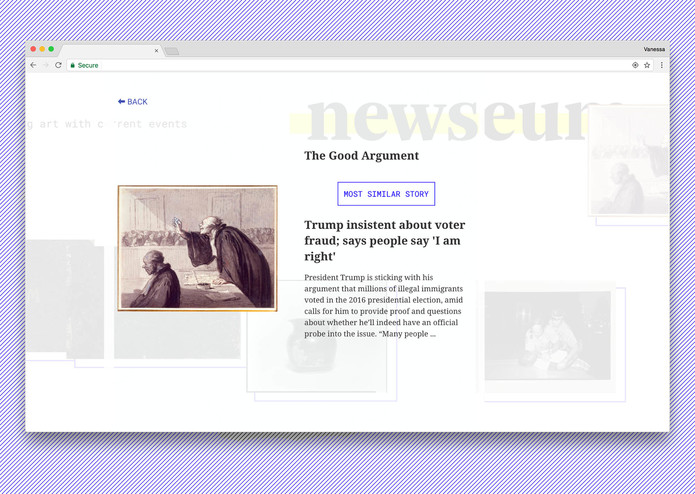 Vanessa
Secure
BACK
newseum
g art with c rent events
The Good Argument
MOST SIMILAR STORY
Trump insistent about voter
fraud; says people say 'I am
right'
President Trump is sticking with his
argument that millions of illegal immigrants
voted in the 2016 presidential election, amid
calls for him to provide proof and questions
about whether he'll indeed have an official
probe into the issue. “Many people ...